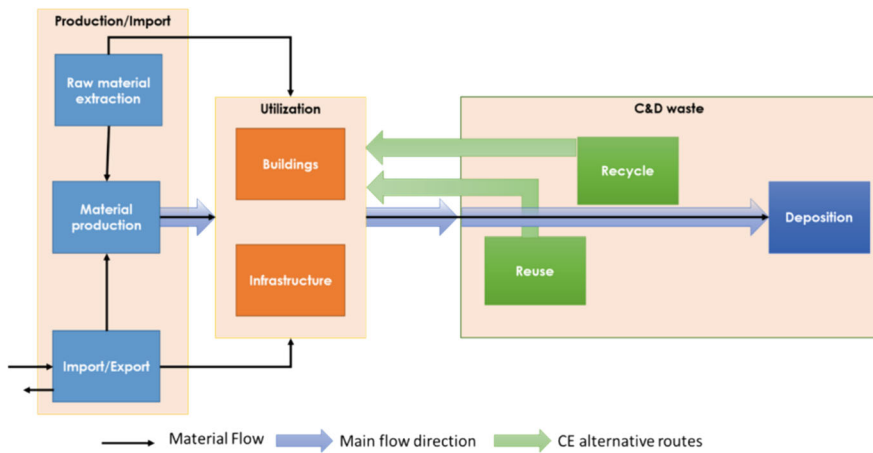 Production/Import
Raw material
extraction
Utilization
C&D waste
Buildings
Recycle
Material
production
Deposition
Infrastructure
Reuse
Import/Export
Material Flow
Main flow direction
CE alternative routes